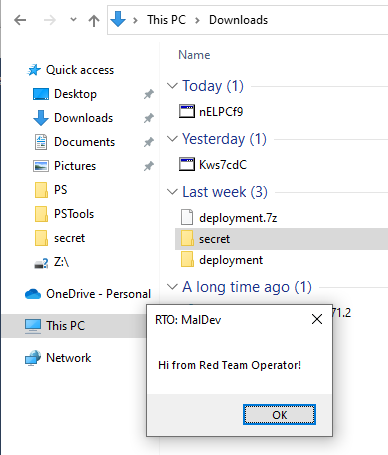 This PC > Downloads
Quick access
Desktop
Downloads
Documents
Pictures
PS
PSTools
secret
Z:\
OneDrive - Personal
This PC
Network
Today (1)
nELPCf9
Yesterday (1)
Kws7cdC
Last week (3)
deployment.7z
secret
deployment
A long time ago (1)
71.2
RTO: MalDev
Hi from Red Team Operator!
OK